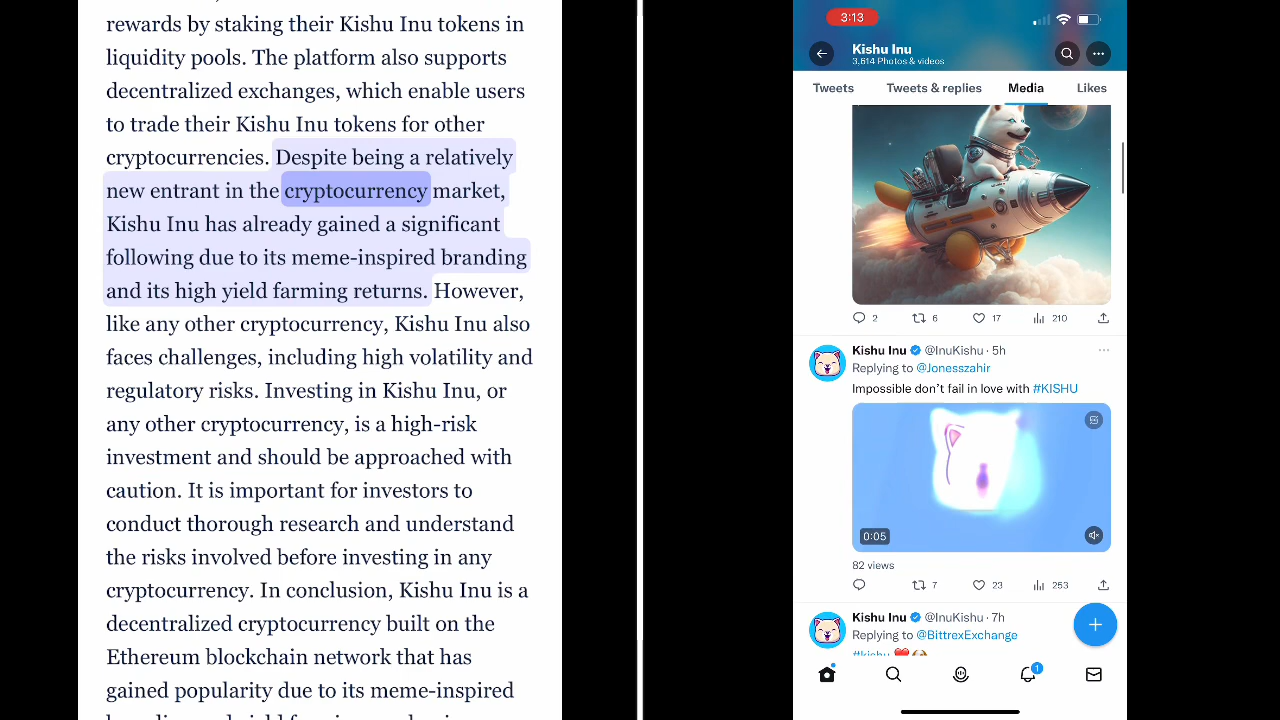 rewards by staking their Kishu Inu tokens in
liquidity pools. The platform also supports
decentralized exchanges, which enable users
to trade their Kishu Inu tokens for other
cryptocurrencies. Despite being a relatively
new entrant in the cryptocurrency market,
Kishu Inu has already gained a significant
following due to its meme-inspired branding
and its high yield farming returns. However,
like any other cryptocurrency, Kishu Inu also
faces challenges, including high volatility and
regulatory risks. Investing in Kishu Inu, or
any other cryptocurrency, is a high-risk
investment and should be approached with
caution. It is important for investors to
conduct thorough research and understand
the risks involved before investing in any
cryptocurrency. In conclusion, Kishu Inu is a
decentralized cryptocurrency built on the
Ethereum blockchain network that has
gained popularity due to its meme-inspired
3:13
Kishu Inu
3,614 Photos & videos
Tweets Tweets & replies Media Likes
2 6 17 210
Kishu Inu @InuKishu · 5h
Replying to @Jonesszahir
Impossible don't fail in love with #KISHU
0:05
82 views
7 23 253
Kishu Inu @InuKishu · 7h
Replying to @BittrexExchange
#kishu ❤️
1